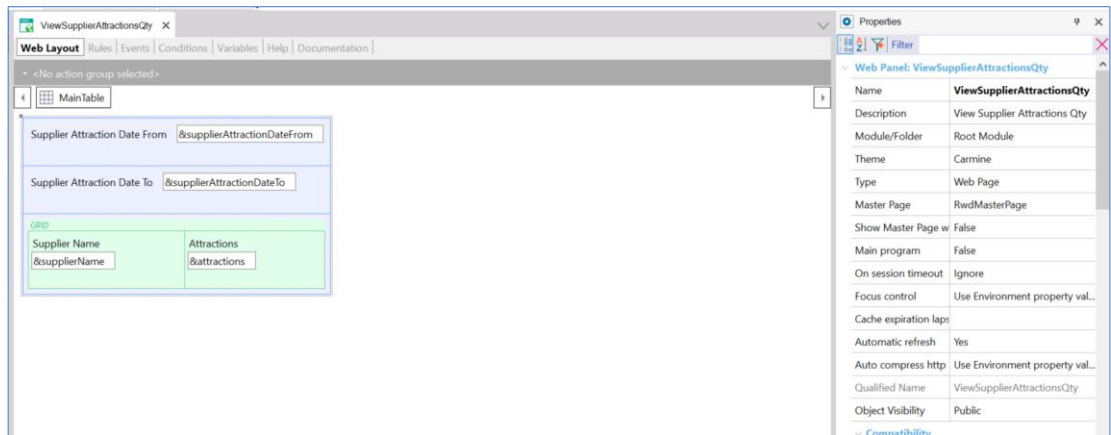 ViewSupplierAttractionsQty
Web Layout | Rules | Events | Conditions | Variables | Help | Documentation |
<No action group selected>
MainTable
Supplier Attraction Date From &supplierAttractionDateFrom
Supplier Attraction Date To &supplierAttractionDateTo
GRID
Supplier Name Attractions
&supplierName &attractions
Properties
Filter
Web Panel: ViewSupplierAttractionsQty
Name ViewSupplierAttractionsQty
Description View Supplier Attractions Qty
Module/Folder Root Module
Theme Carmine
Type Web Page
Master Page RwdMasterPage
Show Master Page w False
Main program False
On session timeout Ignore
Focus control Use Environment property val...
Cache expiration laps
Automatic refresh Yes
Auto compress http Use Environment property val...
Qualified Name ViewSupplierAttractionsQty
Object Visibility Public
Compatibility